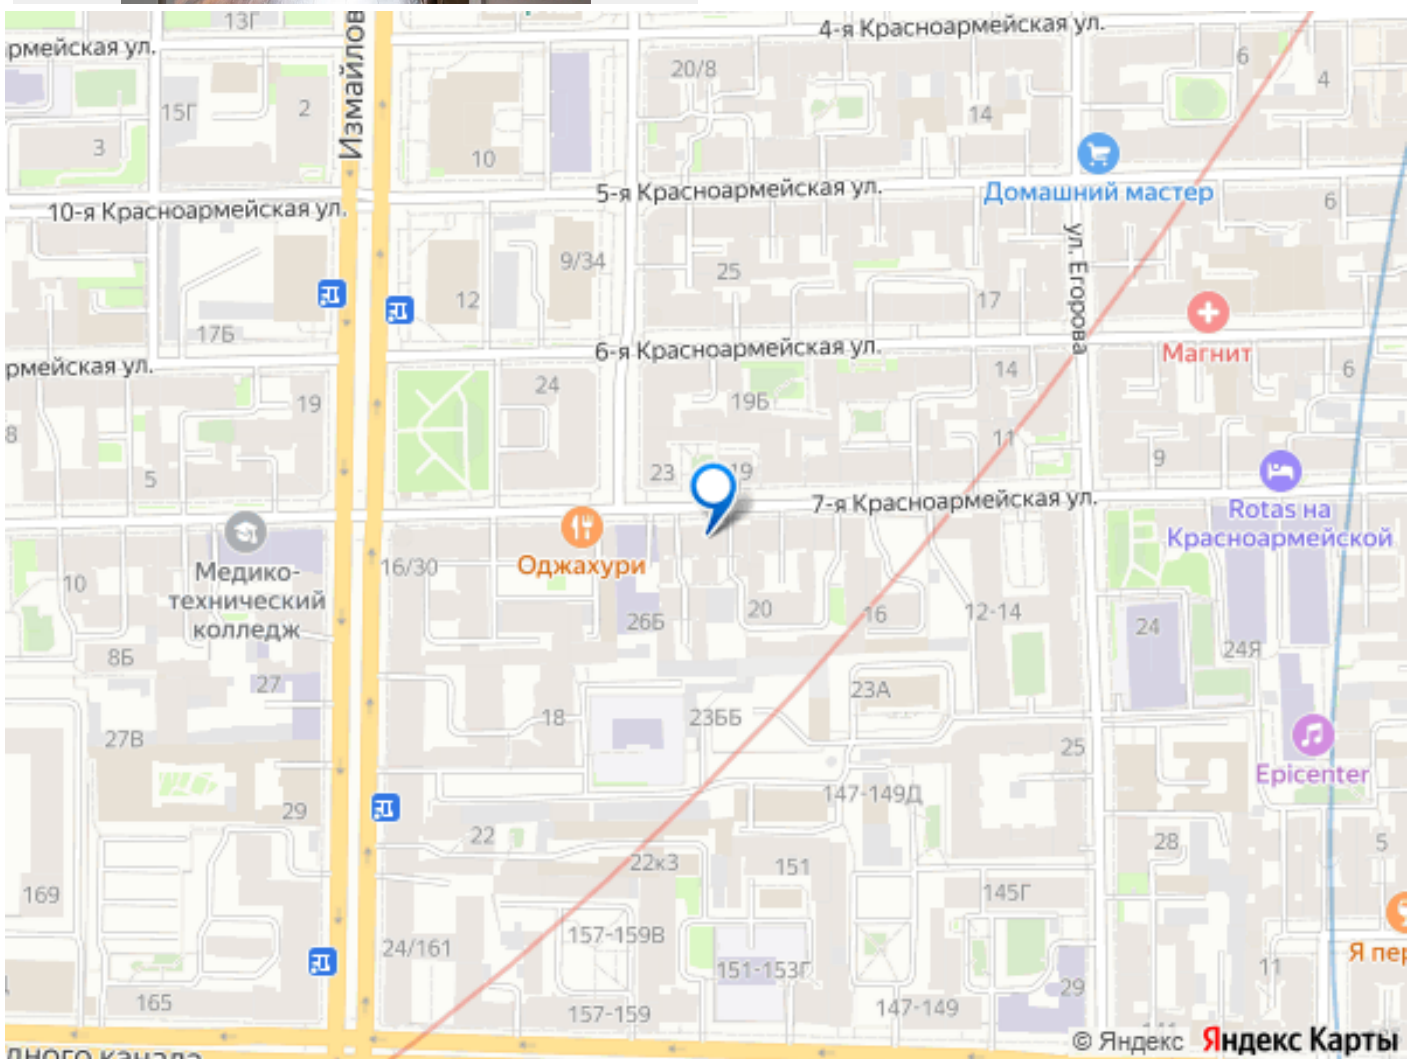 13Г
4-я Красноармейская ул.
рмейская ул.
Измайлов
20/8
6
4
15Г
2
14
3
10
5-я Красноармейская ул.
Домашний мастер
10-я Красноармейская ул.
6
ул. Егорова
9/34
25
12
17
17Б
Магнит
6-я Красноармейская ул.
рмейская ул.
24
14
6
19
19Б
8
11
23
19
9
5
7-я Красноармейская ул.
Rotas на
Красноармейской
Оджахури
16/30
Медико-
технический
колледж
10
20
16
12-14
26Б
24
8Б
24Я
27
23А
18
23ББ
27В
25
Epicenter
147-149Д
29
22
28
5
22к3
151
169
145Г
157-159В
24/161
Я пер
151-153Г
11
29
165
157-159
147-149
© Яндекс Яндекс Карты
дного канала